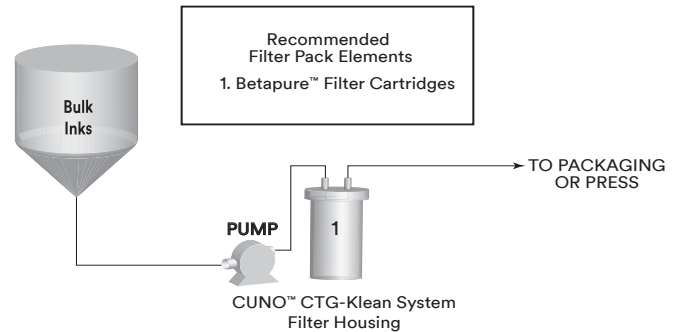 Recommended
Filter Pack Elements
1. Betapure™ Filter Cartridges
Bulk
Inks
TO PACKAGING
OR PRESS
PUMP
1
CUNO™ CTG-Klean System
Filter Housing